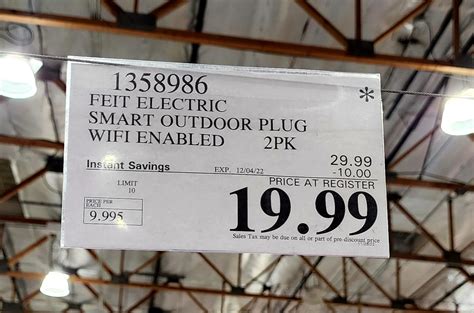 1358986 *
FEIT ELECTRIC
SMART OUTDOOR PLUG
WIFI ENABLED 2PK
29.99
Instant Savings EXP. 12/04/22 -10.00
PRICE AT REGISTER
LIMIT
10
PRICE PER
EACH
9.995
19.99
Sales Tax may be due on all or part of pre-discount price